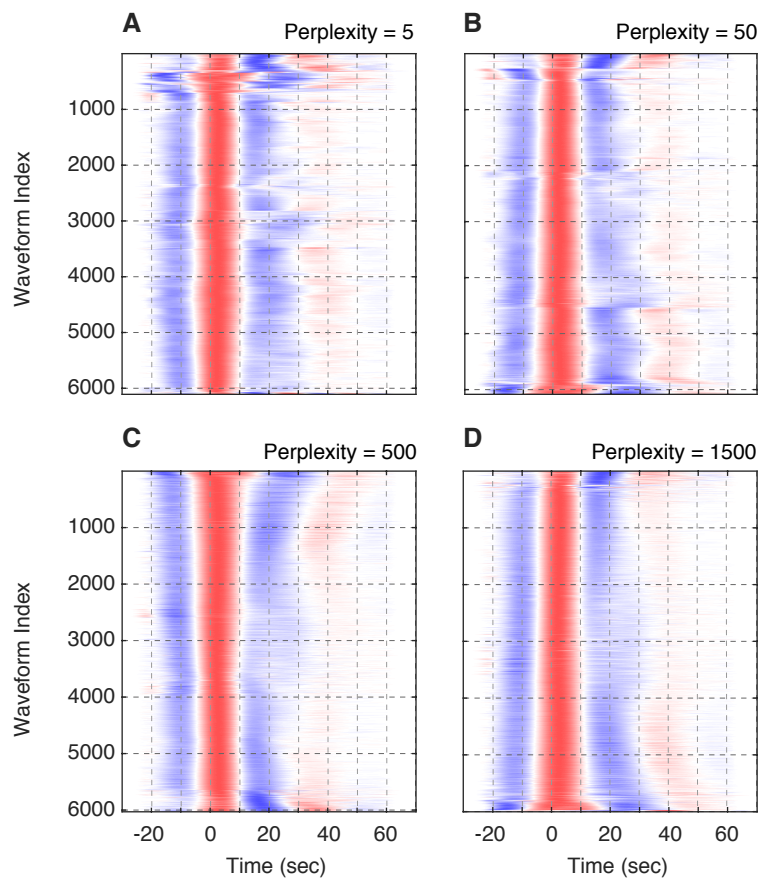 A
Perplexity = 5
B
Perplexity = 50
Waveform Index
1000
2000
3000
4000
5000
6000
C
Perplexity = 500
D
Perplexity = 1500
Waveform Index
1000
2000
3000
4000
5000
6000
-20 0 20 40 60
-20 0 20 40 60
Time (sec)
Time (sec)